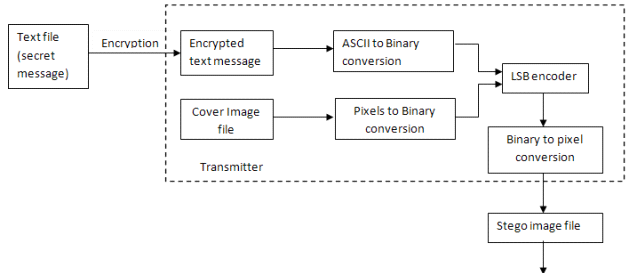 Text file
(secret
message)
Encryption
Encrypted
text message
ASCII to Binary
conversion
LSB encoder
Cover Image
file
Pixels to Binary
conversion
Binary to pixel
conversion
Transmitter
Stego image file